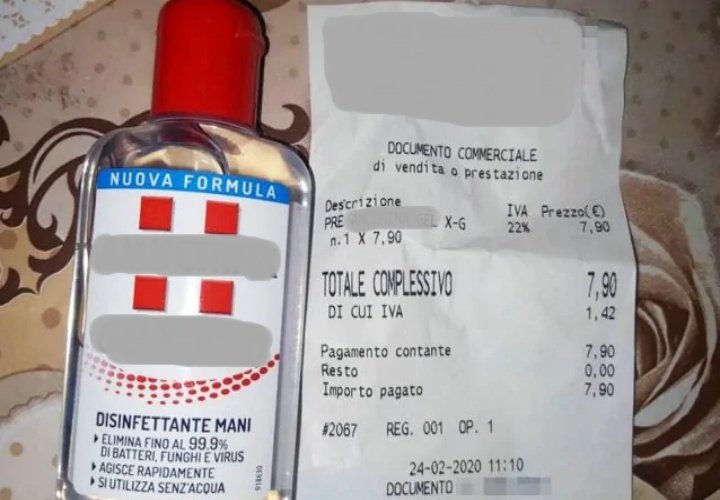 NUOVA FORMULA
DISINFETTANTE MANI
▸ ELIMINA FINO AL 99.9%
DI BATTERI, FUNGHI E VIRUS
▸ AGISCE RAPIDAMENTE
▸ SI UTILIZZA SENZ'ACQUA
918630
DOCUMENTO COMMERCIALE
di vendita o prestazione
Descrizione IVA Prezzo(€)
PRE X-G 22% 7,90
n.1 X 7,90
TOTALE COMPLESSIVO 7,90
DI CUI IVA 1,42
Pagamento contante 7,90
Resto 0,00
Importo pagato 7,90
#2067 REG. 001 OP. 1
24-02-2020 11:10
DOCUMENTO